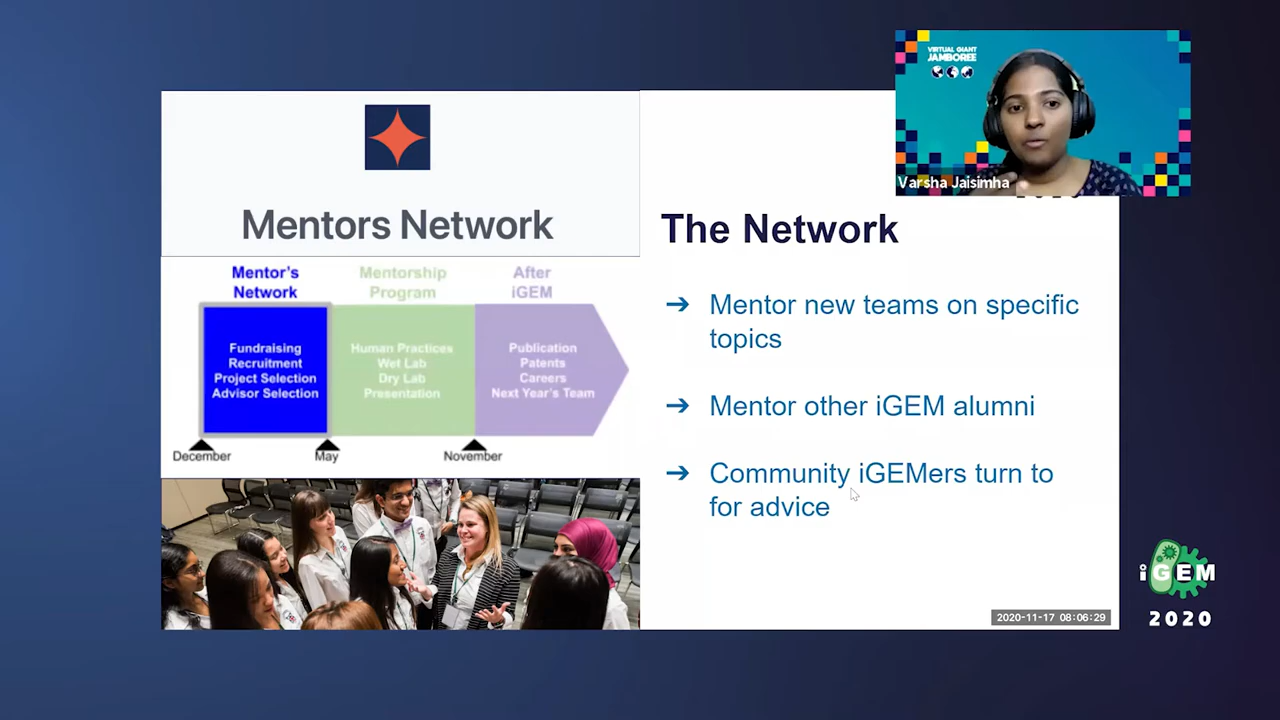 VIRTUAL GIANT
JAMBOREE
Varsha Jaisimha
Mentors Network
Mentor's
Network
Mentorship
Program
After
iGEM
Fundraising
Recruitment
Project Selection
Advisor Selection
Human Practices
Wet Lab
Dry Lab
Presentation
Publication
Patents
Careers
Next Year's Team
December
May
November
The Network
➔ Mentor new teams on specific
topics
➔ Mentor other iGEM alumni
➔ Community iGEMers turn to
for advice
2020-11-17 08:06:29
iGEM
2020